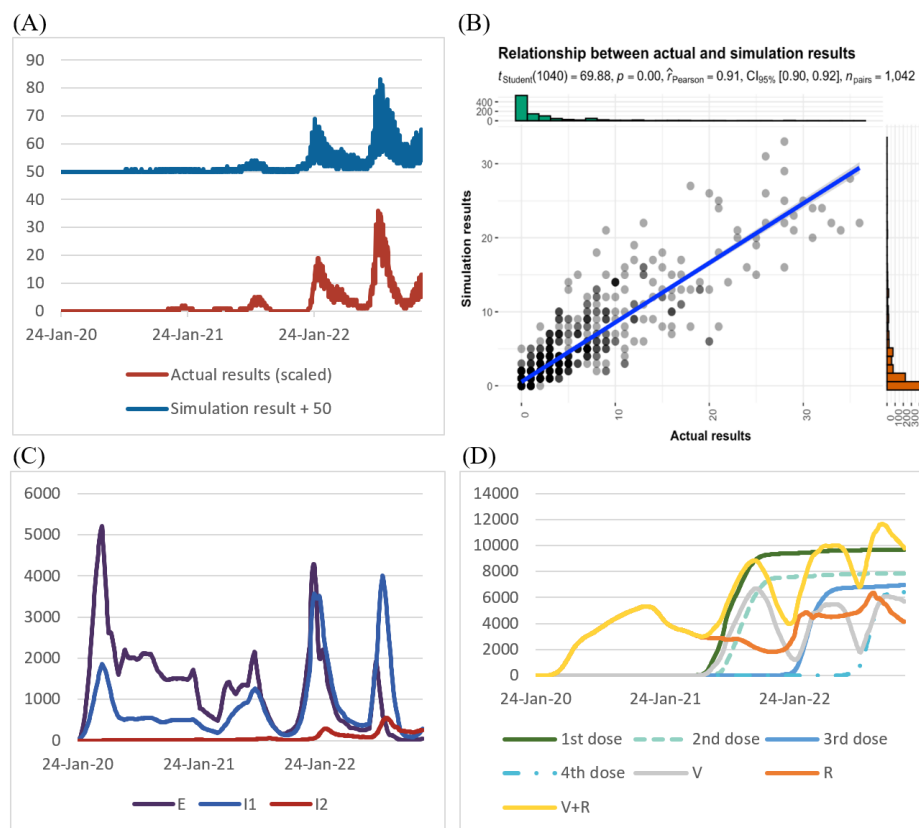 (A)
90
80
70
60
50
40
30
20
10
0
24-Jan-20
24-Jan-21
24-Jan-22
Actual results (scaled)
Simulation result + 50
(B)
Relationship between actual and simulation results
tStudent(1040) = 69.88, p = 0.00, r̂Pearson = 0.91, CI95% [0.90, 0.92], npairs = 1,042
400
200
0
30
20
10
0
Simulation results
0
10
20
30
Actual results
0
100
200
300
(C)
6000
5000
4000
3000
2000
1000
0
24-Jan-20
24-Jan-21
24-Jan-22
E
I1
I2
(D)
14000
12000
10000
8000
6000
4000
2000
0
24-Jan-20
24-Jan-21
24-Jan-22
1st dose
2nd dose
3rd dose
4th dose
V
R
V+R